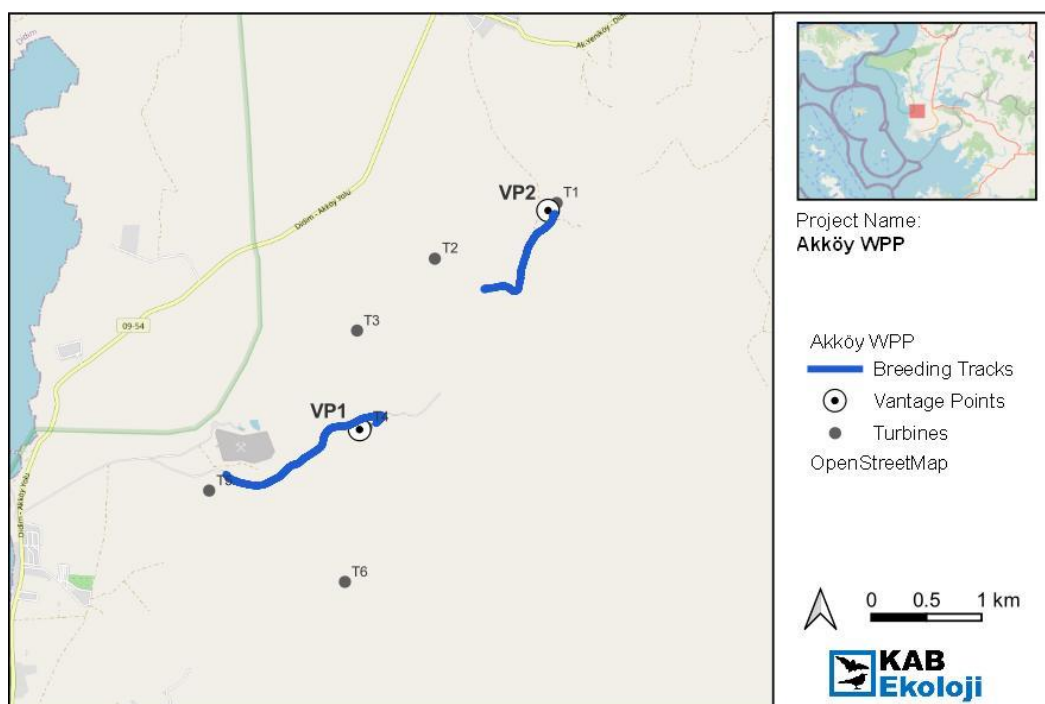 Didim
Ak-Yeniköy - Didi
Didim - Akköy Yolu
VP2
T1
T2
T3
09-54
VP1
T4
T5
Didim - Akköy Yolu
T6
Project Name:
Akköy WPP
Akköy WPP
Breeding Tracks
Vantage Points
Turbines
OpenStreetMap
0 0.5 1 km
KAB
Ekoloji